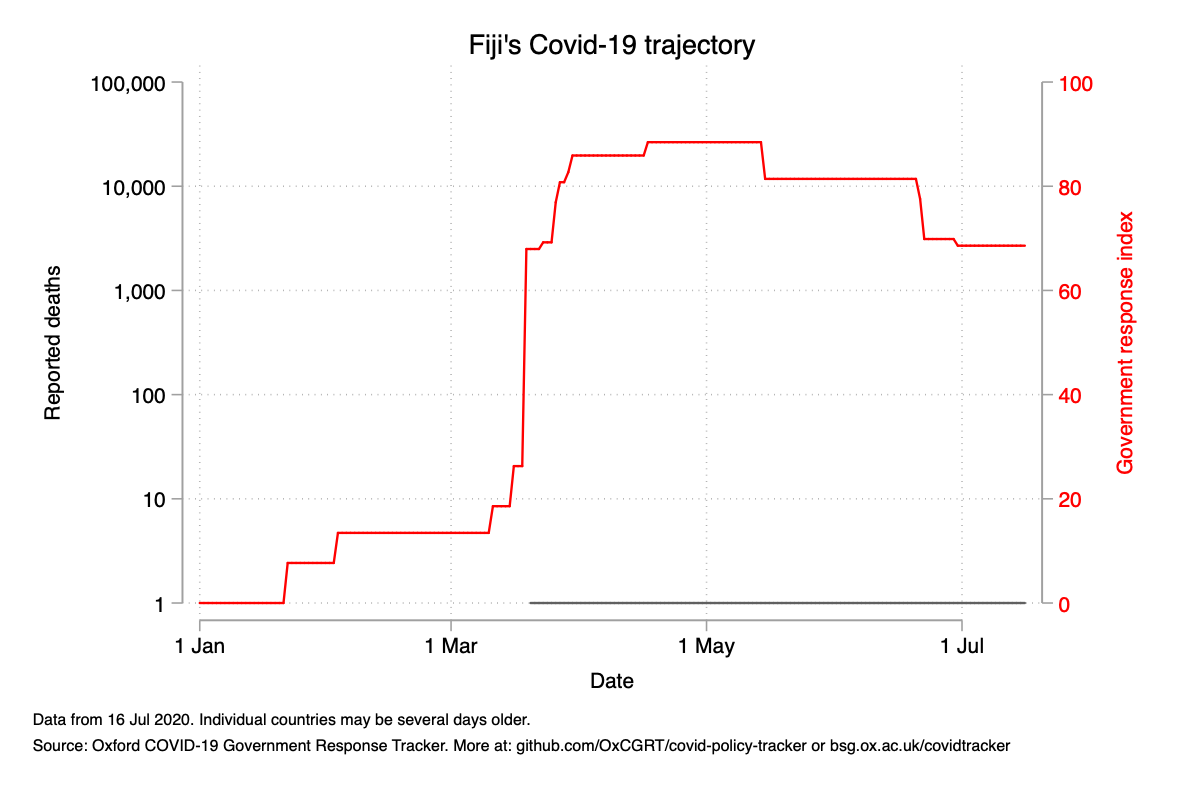 Fiji's Covid-19 trajectory
100,000
10,000
1,000
100
10
1
Reported deaths
100
80
60
40
20
0
Government response index
1 Jan
1 Mar
1 May
1 Jul
Date
Data from 16 Jul 2020. Individual countries may be several days older.
Source: Oxford COVID-19 Government Response Tracker. More at: github.com/OxCGRT/covid-policy-tracker or bsg.ox.ac.uk/covidtracker